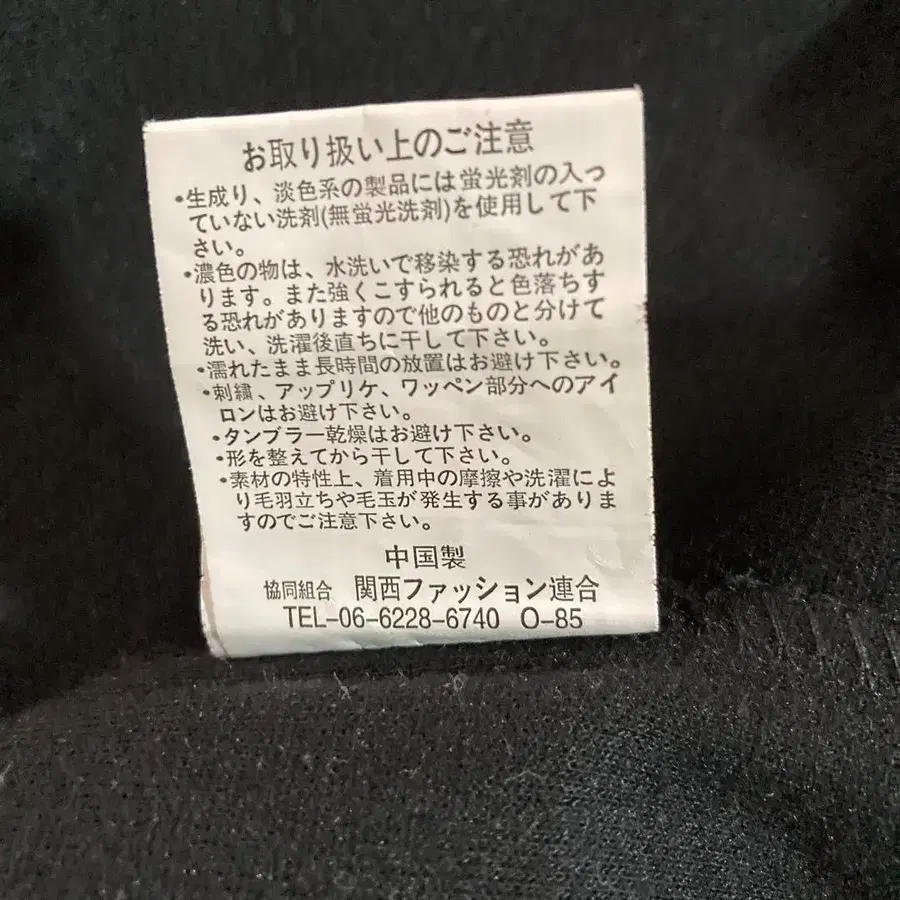 お取り扱い上のご注意
•生成り、淡色系の製品には蛍光剤の入っ
ていない洗剤(無蛍光洗剤)を使用して下
さい。
•濃色の物は、水洗いで移染する恐れがあ
ります。また強くこすられると色落ちす
る恐れがありますので他のものと分けて
洗い、洗濯後直ちに干して下さい。
•濡れたまま長時間の放置はお避け下さい。
•刺繍、アップリケ、ワッペン部分へのアイ
ロンはお避け下さい。
•タンブラー乾燥はお避け下さい。
•形を整えてから干して下さい。
•素材の特性上、着用中の摩擦や洗濯によ
り毛羽立ちや毛玉が発生する事がありま
すのでご注意下さい。
中国製
協同組合 関西ファッション連合
TEL-06-6228-6740 O-85